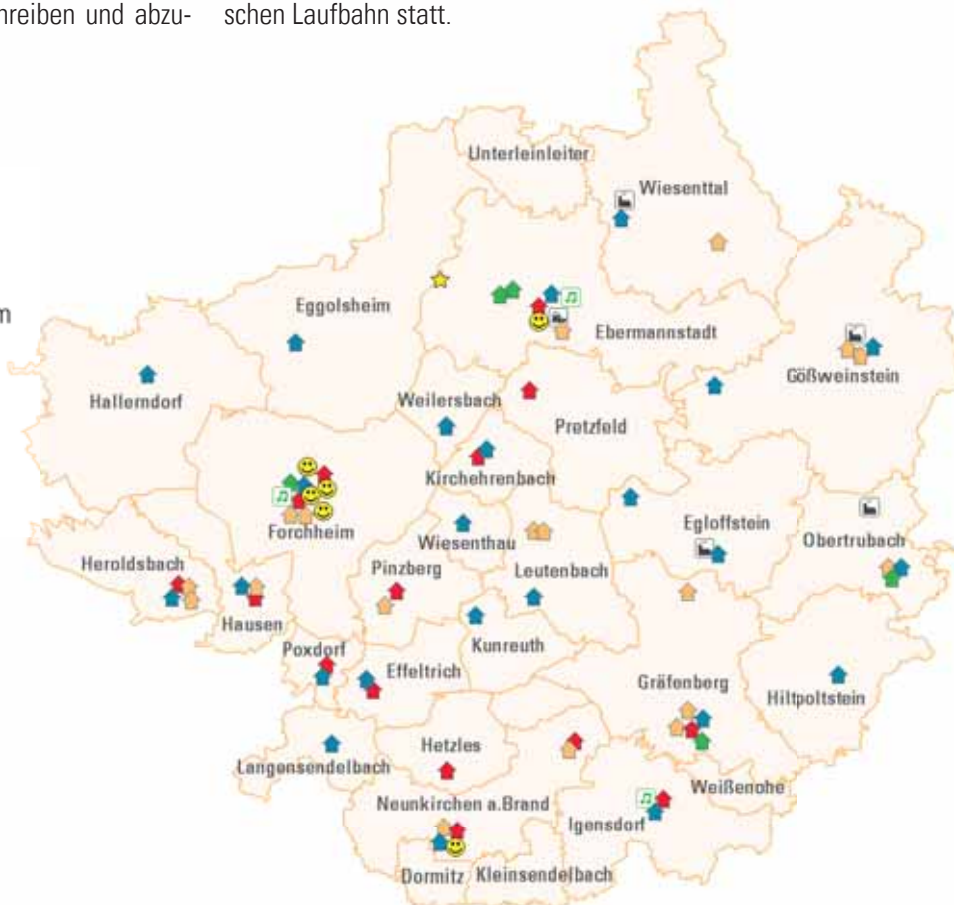 hreiben und abzu-
schen Laufbahn statt.
Unterleinleiter
Wiesenttal
m
Eggolsheim
Ebermannstadt
Gößweinstein
Hallerndorf
Weilersbach
Pretzfeld
Kirchehrenbach
Forchheim
Egloffstein
Wiesenthau
Obertrubach
Heroldsbach
Pinzberg
Leutenbach
Hausen
Poxdorf
Kunreuth
Effeltrich
Gräfenberg
Hiltpoltstein
Hetzles
Langensendelbach
Weißenohe
Neunkirchen a.Brand
Igensdorf
Dormitz
Kleinsendelbach